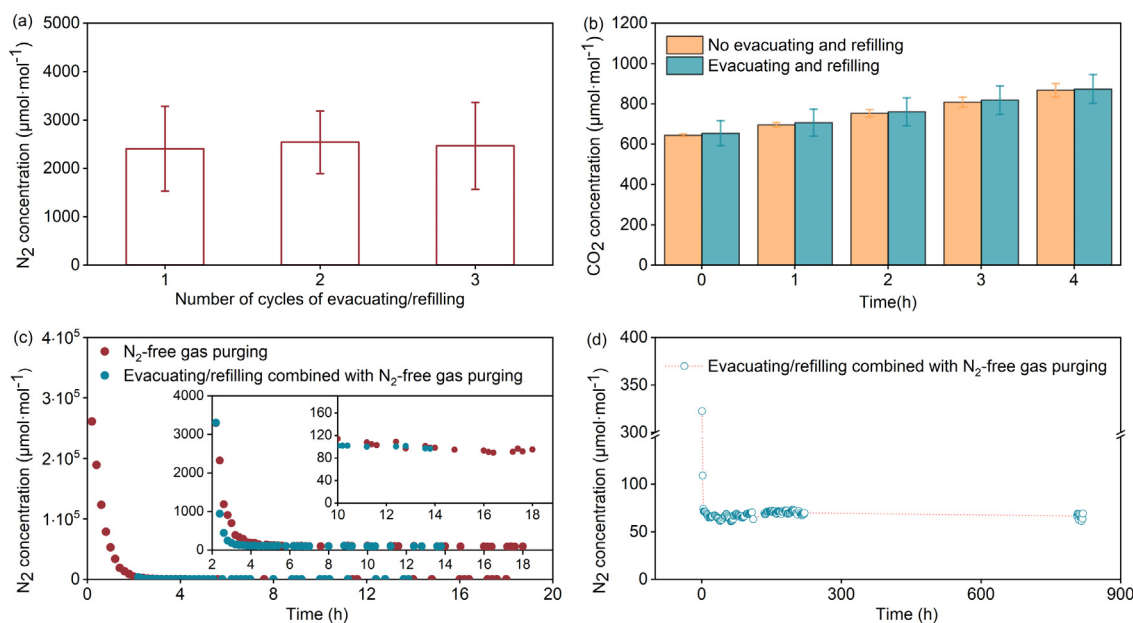 (a)
5000
4000
3000
2000
1000
0
N₂ concentration (μmol·mol⁻¹)
1 2 3
Number of cycles of evacuating/refilling
(b)
1200
1000
800
600
400
200
0
CO₂ concentration (μmol·mol⁻¹)
No evacuating and refilling
Evacuating and refilling
0 1 2 3 4
Time(h)
(c)
4·10⁵
3·10⁵
2·10⁵
1·10⁵
0
N₂ concentration (μmol·mol⁻¹)
N₂-free gas purging
Evacuating/refilling combined with N₂-free gas purging
4000
3000
2000
1000
0
2 4 6 8 10 12 14 16 18
160
120
80
40
0
10 12 14 16 18
0 4 8 12 16 20
Time (h)
(d)
400
350
300
100
50
0
N₂ concentration (μmol·mol⁻¹)
Evacuating/refilling combined with N₂-free gas purging
0 300 600 900
Time (h)